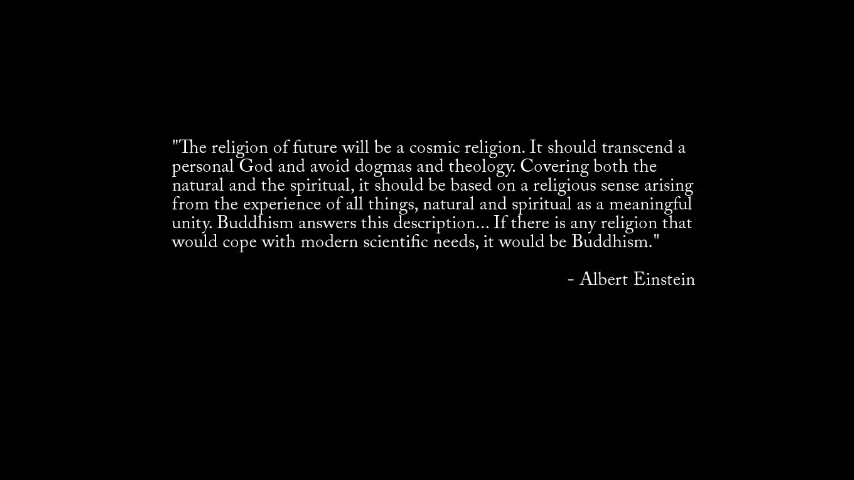 "The religion of future will be a cosmic religion. It should transcend a
personal God and avoid dogmas and theology. Covering both the
natural and the spiritual, it should be based on a religious sense arising
from the experience of all things, natural and spiritual as a meaningful
unity. Buddhism answers this description... If there is any religion that
would cope with modern scientific needs, it would be Buddhism."
- Albert Einstein